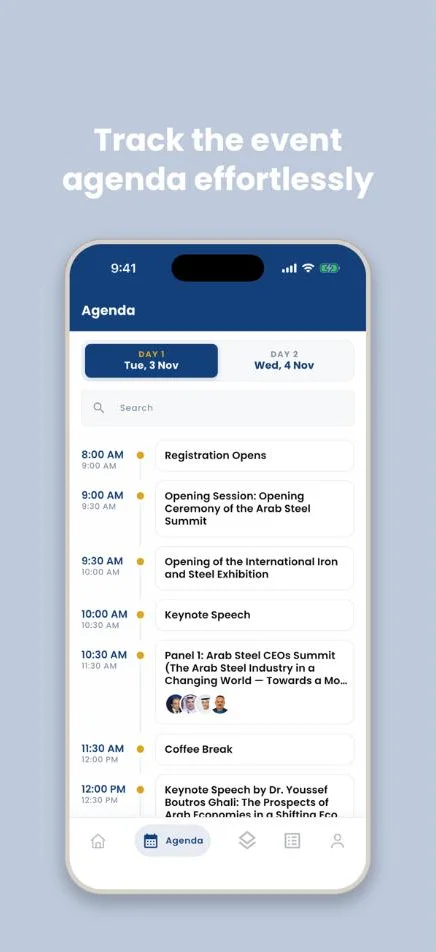 Track the event
agenda effortlessly
9:41
Agenda
DAY 1
Tue, 3 Nov
DAY 2
Wed, 4 Nov
Search
8:00 AM
9:00 AM
Registration Opens
9:00 AM
9:30 AM
Opening Session: Opening
Ceremony of the Arab Steel
Summit
9:30 AM
10:00 AM
Opening of the International Iron
and Steel Exhibition
10:00 AM
10:30 AM
Keynote Speech
10:30 AM
11:30 AM
Panel 1: Arab Steel CEOs Summit
(The Arab Steel Industry in a
Changing World — Towards a Mo...
11:30 AM
12:00 PM
Coffee Break
12:00 PM
12:30 PM
Keynote Speech by Dr. Youssef
Boutros Ghali: The Prospects of
Arab Economies in a Shifting Eco
Agenda